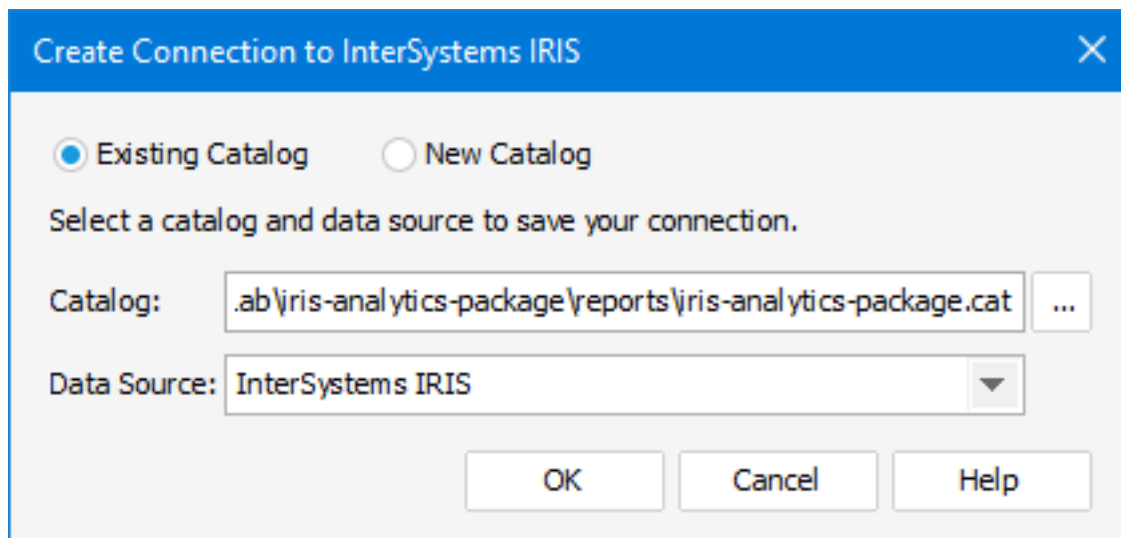 Create Connection to InterSystems IRIS
Existing Catalog New Catalog
Select a catalog and data source to save your connection.
Catalog: .ab\iris-analytics-package\reports\iris-analytics-package.cat ...
Data Source: InterSystems IRIS
OK Cancel Help